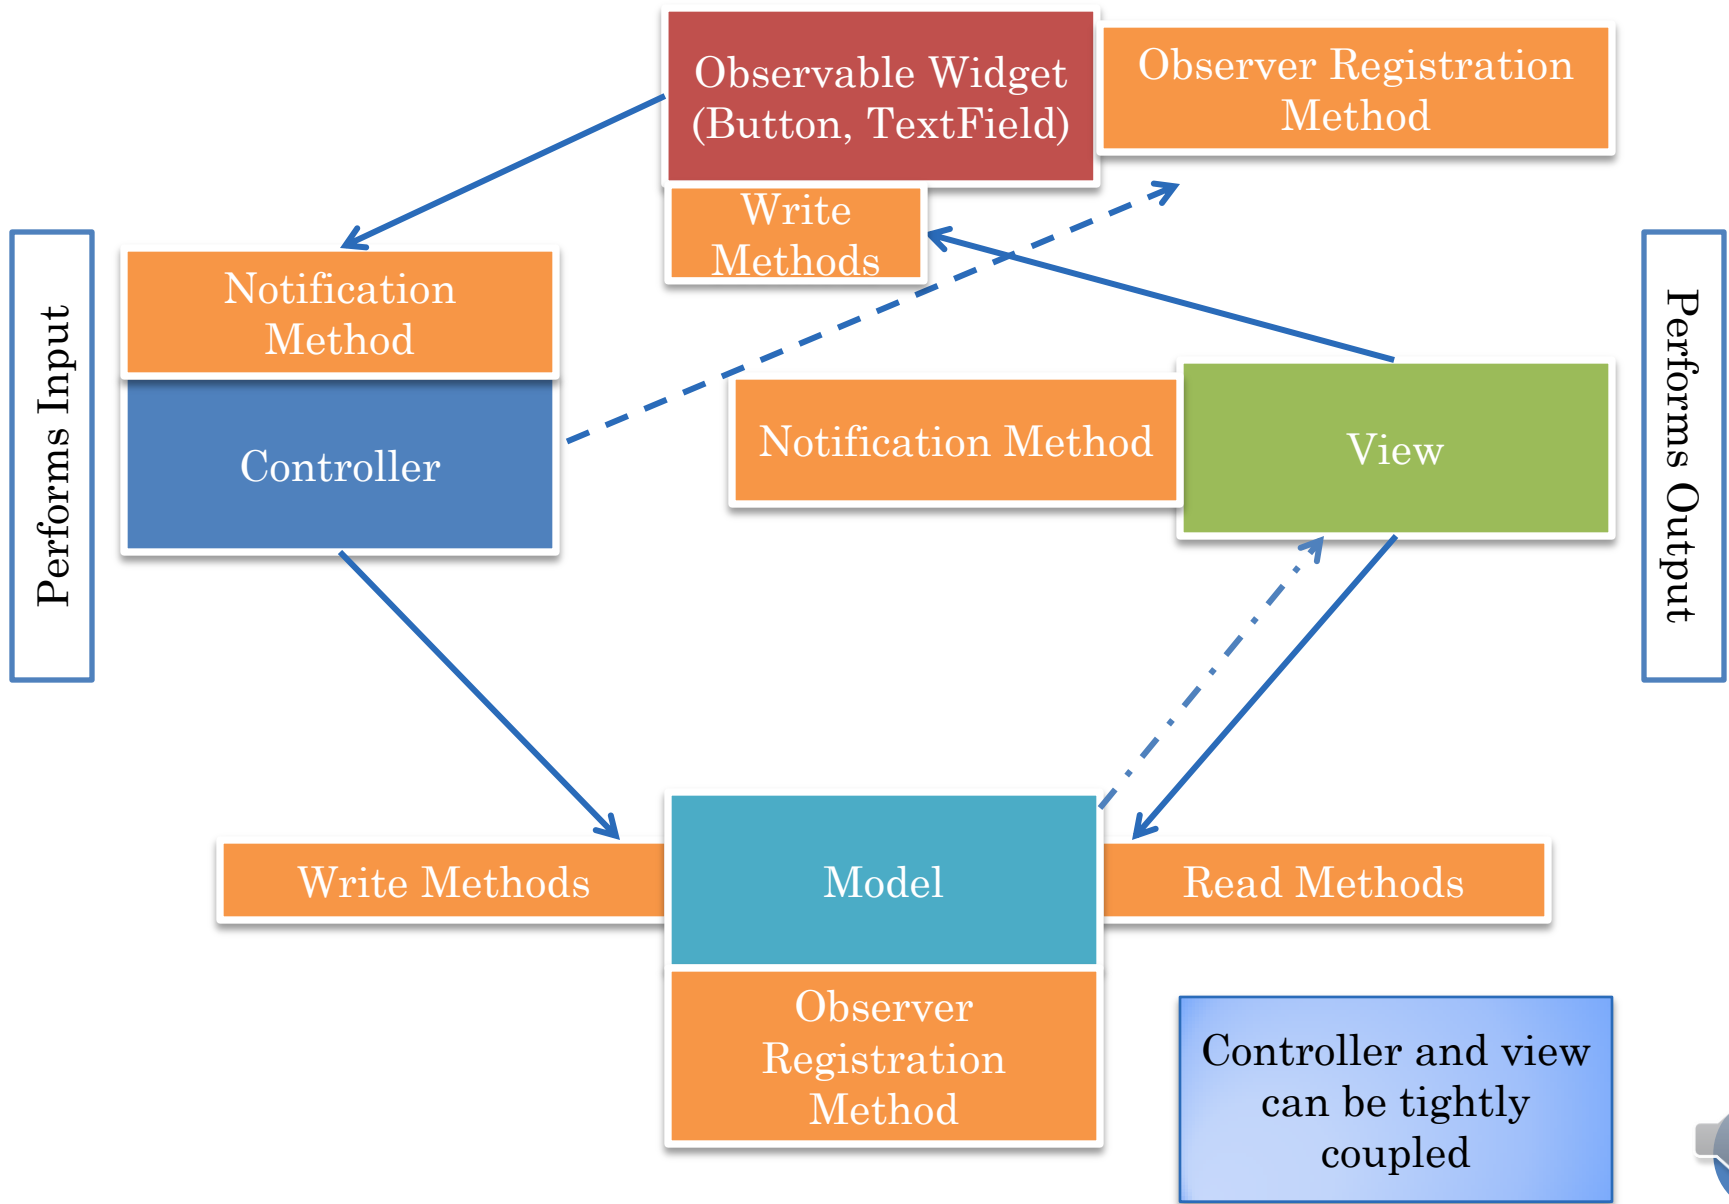 Observable Widget
(Button, TextField)
Observer Registration
Method
Write
Methods
Notification
Method
Controller
Performs Input
Notification Method
View
Performs Output
Write Methods
Model
Read Methods
Observer
Registration
Method
Controller and view
can be tightly
coupled